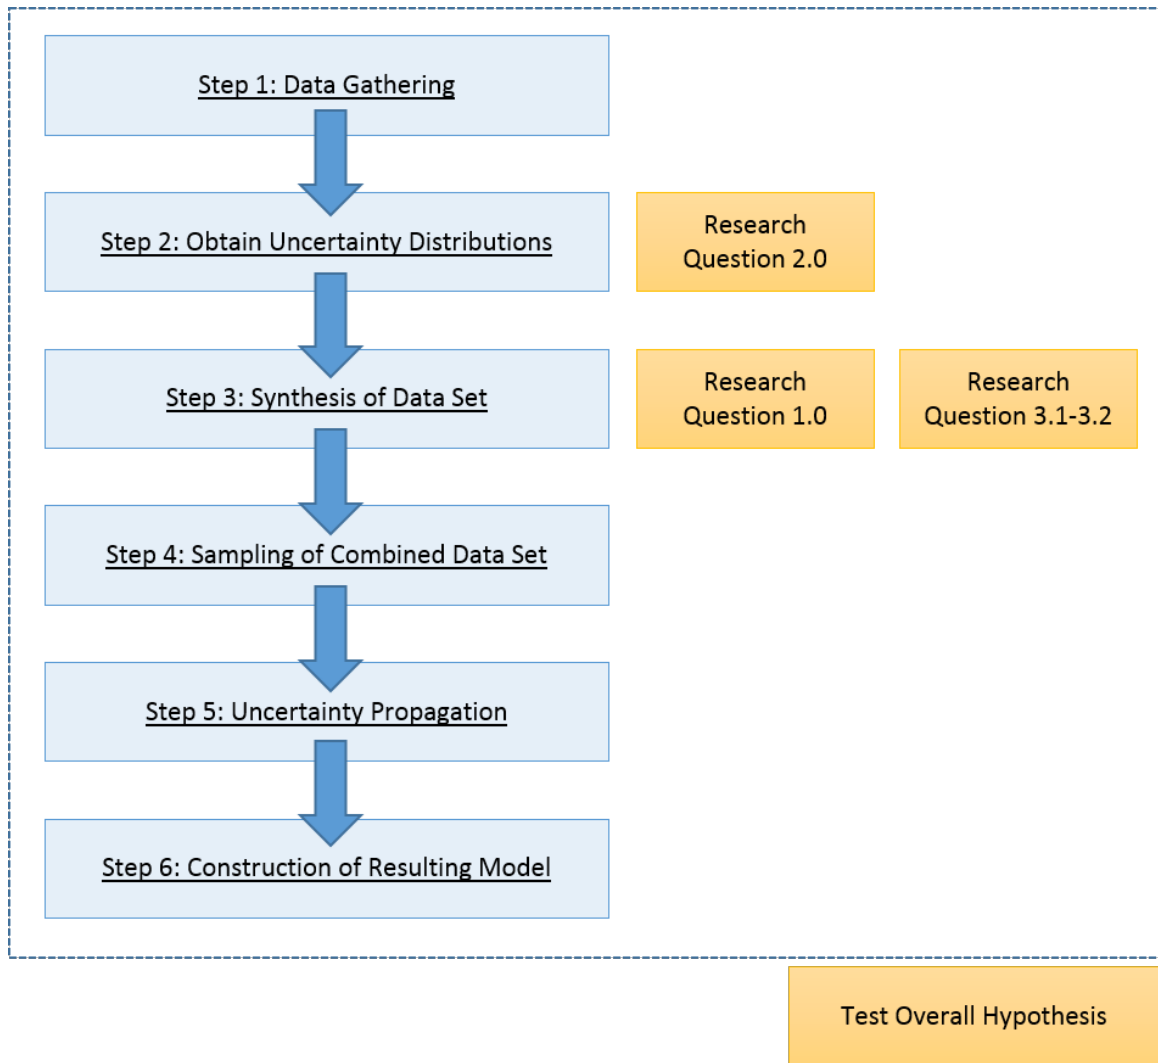 Step 1: Data Gathering
Step 2: Obtain Uncertainty Distributions
Research
Question 2.0
Step 3: Synthesis of Data Set
Research
Question 1.0
Research
Question 3.1-3.2
Step 4: Sampling of Combined Data Set
Step 5: Uncertainty Propagation
Step 6: Construction of Resulting Model
Test Overall Hypothesis